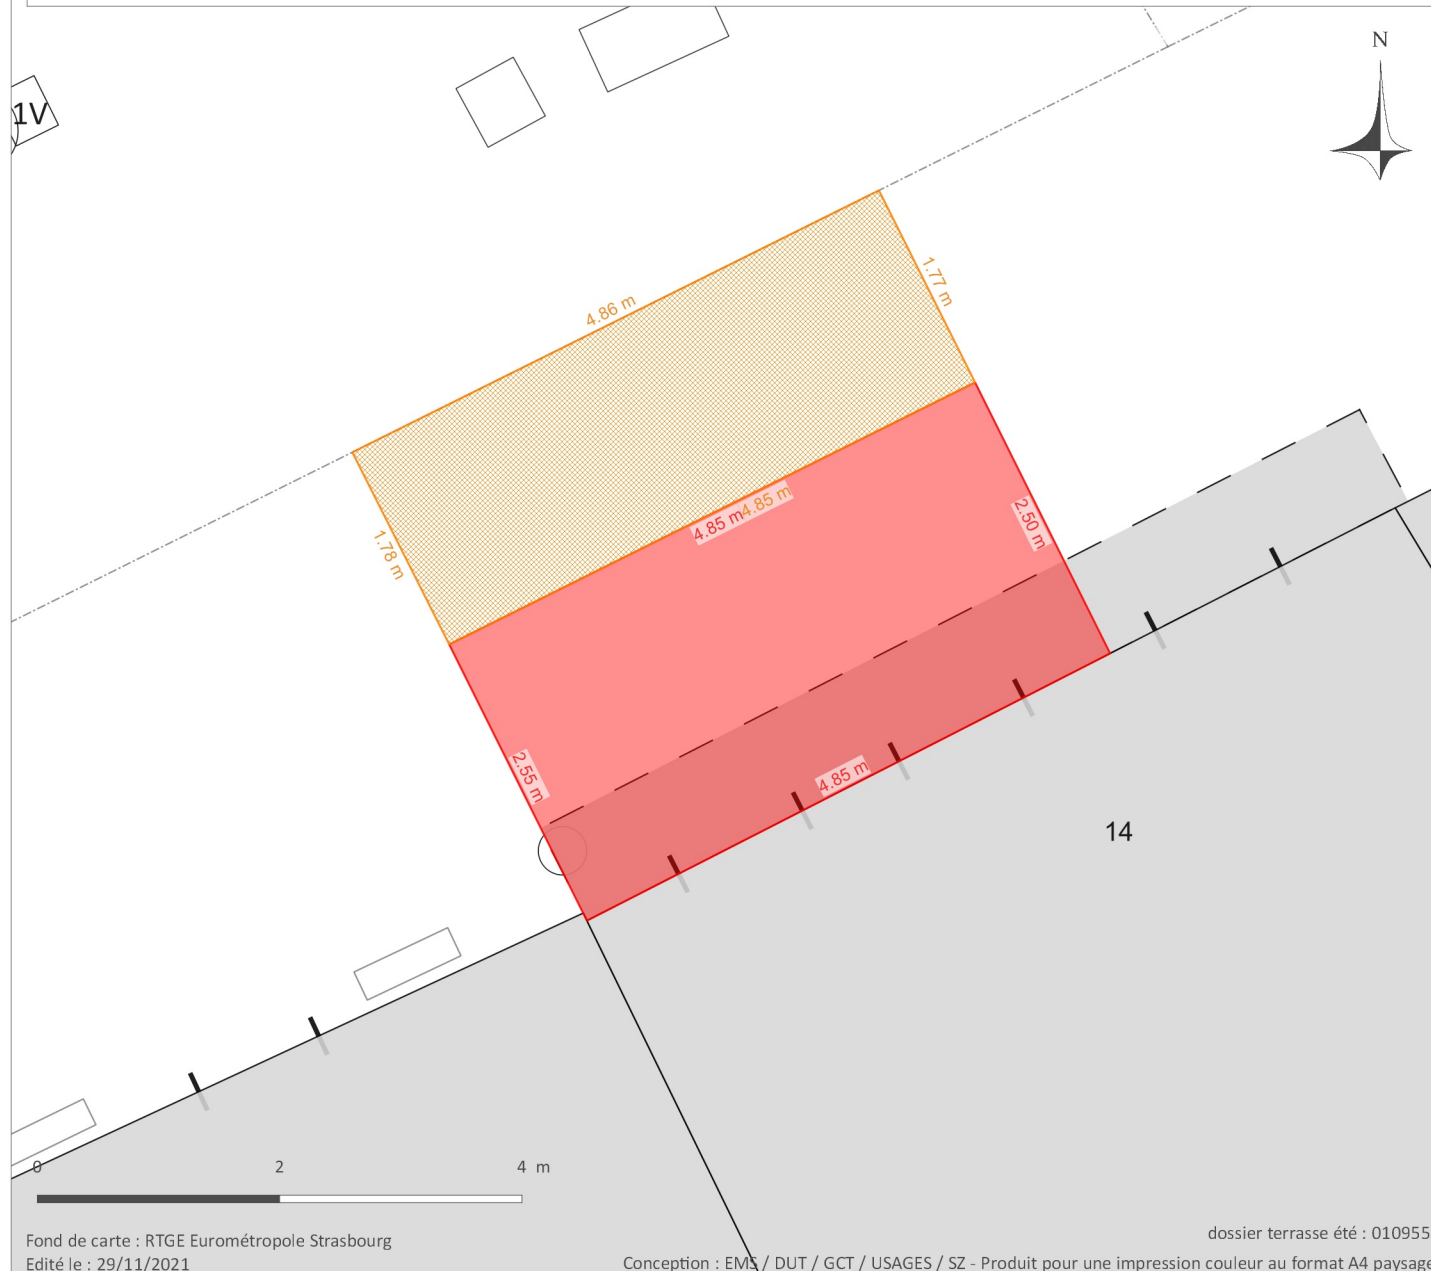 N
1V
4.86 m
1.77 m
4.85 m
4.85 m
2.50 m
1.78 m
2.55 m
4.85 m
14
0 2 4 m
Fond de carte : RTGE Eurométropole Strasbourg
Edité le : 29/11/2021
dossier terrasse été : 010955
Conception : EMS / DUT / GCT / USAGES / SZ - Produit pour une impression couleur au format A4 paysage